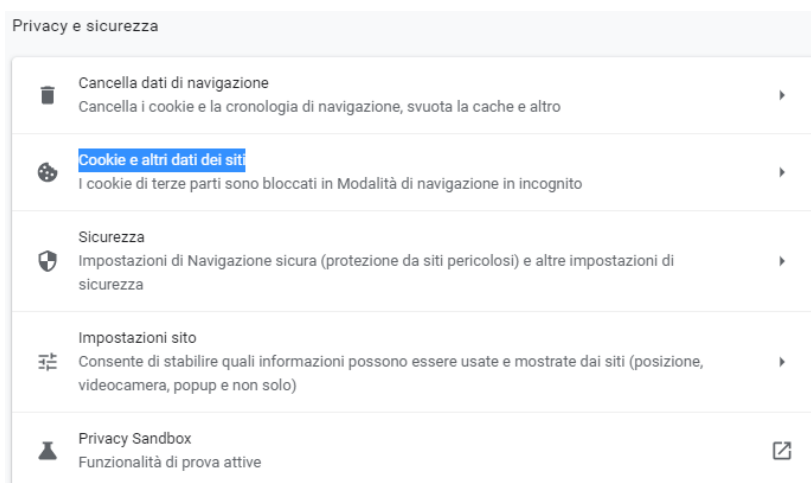 Privacy e sicurezza
Cancella dati di navigazione
Cancella i cookie e la cronologia di navigazione, svuota la cache e altro
Cookie e altri dati dei siti
I cookie di terze parti sono bloccati in Modalità di navigazione in incognito
Sicurezza
Impostazioni di Navigazione sicura (protezione da siti pericolosi) e altre impostazioni di
sicurezza
Impostazioni sito
Consente di stabilire quali informazioni possono essere usate e mostrate dai siti (posizione,
videocamera, popup e non solo)
Privacy Sandbox
Funzionalità di prova attive